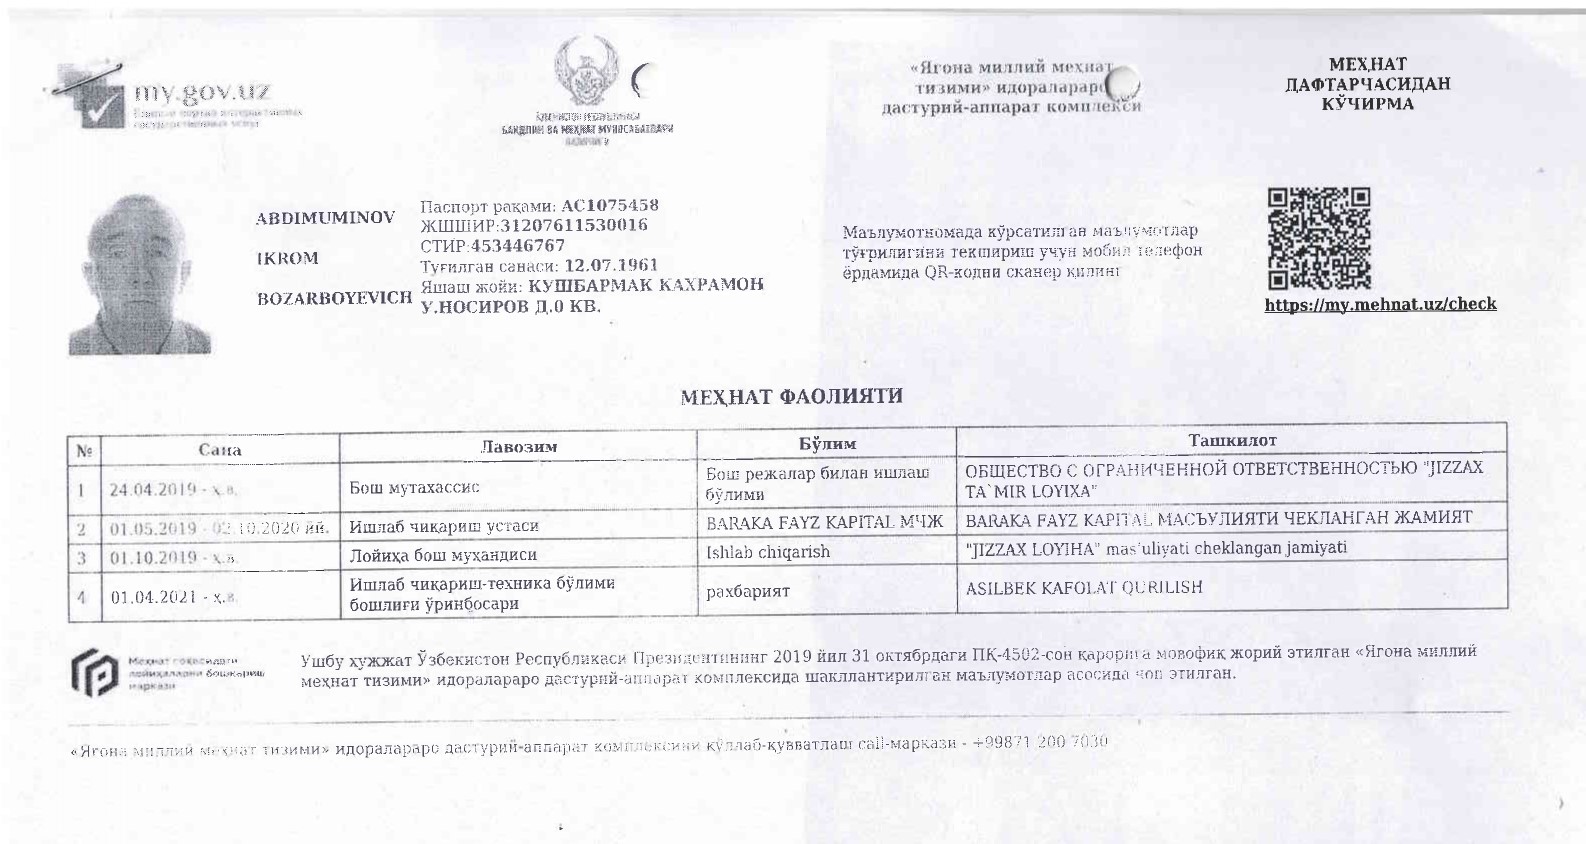 my.gov.uz
БАНДЛИК ВА МЕҲНАТ МУНОСАБАТЛАРИ
«Ягона миллий меҳнат
тизими» идоралараро
дастурий-аппарат комплекси
МЕҲНАТ
ДАФТАРЧАСИДАН
КЎЧИРМА
ABDIMUMINOV
IKROM
BOZARBOYEVICH
Паспорт рақами: AC1075458
ЖШШИР:31207611530016
СТИР:453446767
Туғилган санаси: 12.07.1961
Яшаш жойи: КУШБАРМАК КАХРАМОН
У.НОСИРОВ Д.0 КВ.
Маълумотномада кўрсатилган маълумотлар
тўғрилигини текшириш учун мобил телефон
ёрдамида QR-кодни сканер қилинг
https://my.mehnat.uz/check
МЕҲНАТ ФАОЛИЯТИ
№ Сана Лавозим Бўлим Ташкилот
1 24.04.2019 - ҳ.в. Бош мутахассис Бош режалар билан ишлаш бўлими ОБЩЕСТВО С ОГРАНИЧЕННОЙ ОТВЕТСТВЕННОСТЬЮ "JIZZAX TA`MIR LOYIXA"
2 01.05.2019 - 02.10.2020 йй. Ишлаб чиқариш устаси BARAKA FAYZ KAPITAL МЧЖ BARAKA FAYZ KAPITAL МАСЪУЛИЯТИ ЧЕКЛАНГАН ЖАМИЯТ
3 01.10.2019 - ҳ.в. Лойиҳа бош муҳандиси Ishlab chiqarish "JIZZAX LOYIHA" mas'uliyati cheklangan jamiyati
4 01.04.2021 - ҳ.в. Ишлаб чиқариш-техника бўлими бошлиғи ўринбосари рахбарият ASILBEK KAFOLAT QURILISH
Меҳнат соҳасидаги
лойиҳаларни бошқариш
маркази
Ушбу ҳужжат Ўзбекистон Республикаси Президентининг 2019 йил 31 октябрдаги ПҚ-4502-сон қарорига мовофиқ жорий этилган «Ягона миллий
меҳнат тизими» идоралараро дастурий-аппарат комплексида шакллантирилган маълумотлар асосида чоп этилган.
«Ягона миллий меҳнат тизими» идоралараро дастурий-аппарат комплексини қўллаб-қувватлаш call-маркази - +99871 200 7030